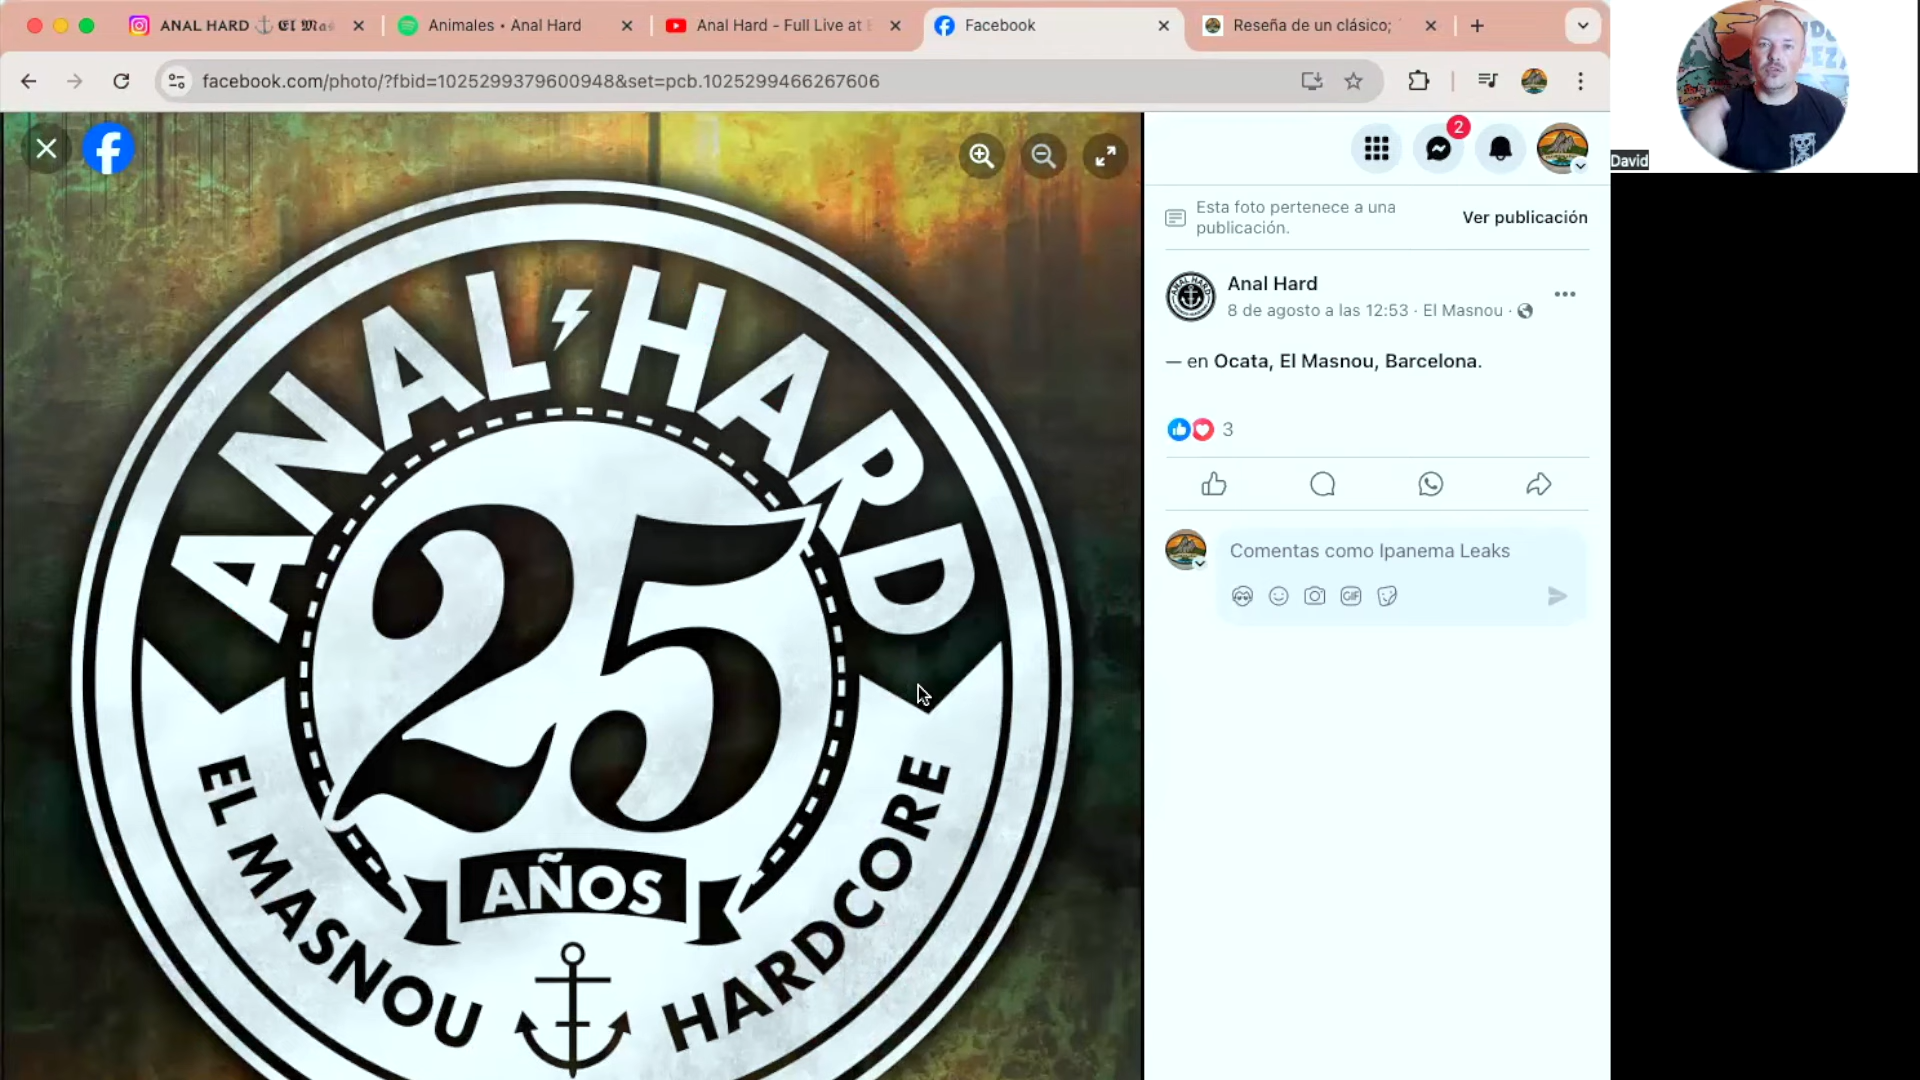 ANAL HARD ⚓ El Mas
Animales • Anal Hard
Anal Hard - Full Live at
Facebook
Reseña de un clásico;
facebook.com/photo/?fbid=1025299379600948&set=pcb.1025299466267606
David
2
Esta foto pertenece a una
publicación.
Ver publicación
Anal Hard
8 de agosto a las 12:53 · El Masnou ·
— en Ocata, El Masnou, Barcelona.
3
Comentas como Ipanema Leaks
GIF
ANAL HARD
25
AÑOS
EL MASNOU HARDCORE